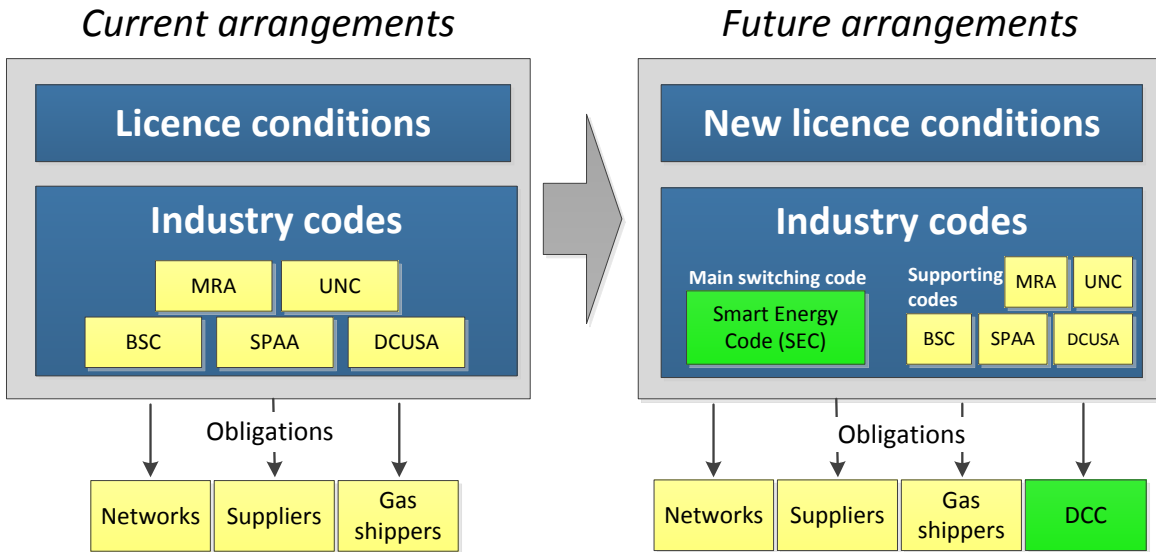 Current arrangements
Licence conditions
Industry codes
MRA
UNC
BSC
SPAA
DCUSA
Obligations
Networks
Suppliers
Gas
shippers
Future arrangements
New licence conditions
Industry codes
Main switching code
Smart Energy
Code (SEC)
Supporting
codes
MRA
UNC
BSC
SPAA
DCUSA
Obligations
Networks
Suppliers
Gas
shippers
DCC